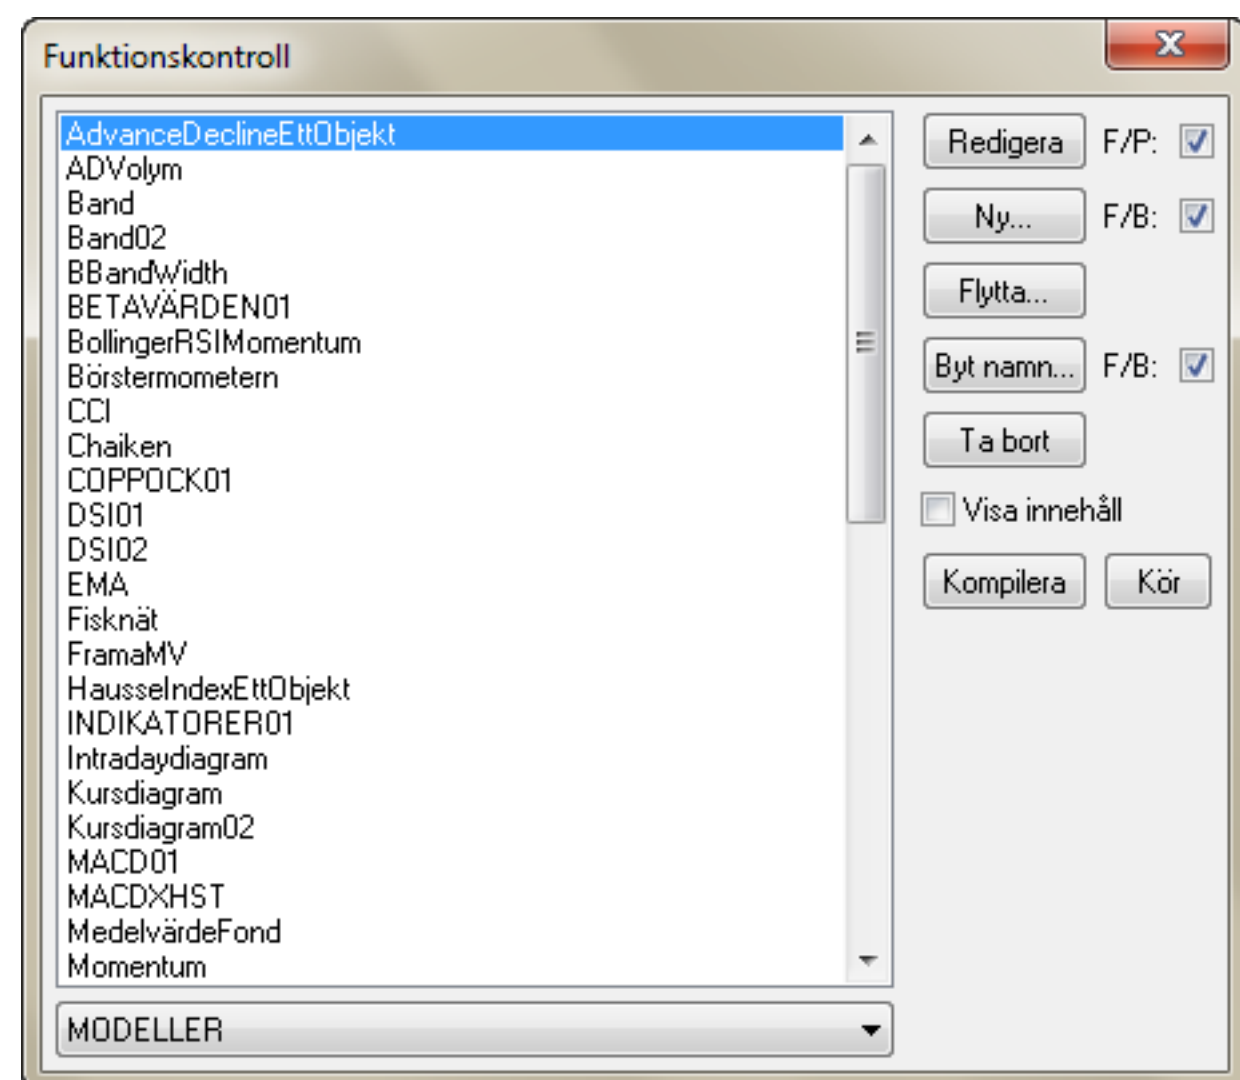 Funktionskontroll
AdvanceDeclineEttObjekt
ADVolym
Band
Band02
BBandWidth
BETAVÄRDEN01
BollingerRSIMomentum
Börstermometern
CCI
Chaiken
COPPOCK01
DSI01
DSI02
EMA
Fisknät
FramaMV
HausseIndexEttObjekt
INDIKATORER01
Intradaydiagram
Kursdiagram
Kursdiagram02
MACD01
MACDXHST
MedelvärdeFond
Momentum
MODELLER
Redigera F/P:
Ny... F/B:
Flytta...
Byt namn... F/B:
Ta bort
Visa innehåll
Kompilera Kör